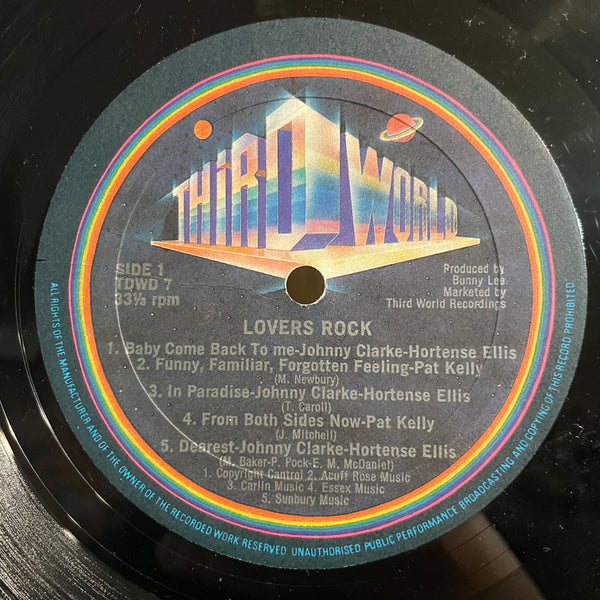 THiRD WORLD
SIDE 1
TDWD 7
33⅓ rpm
Produced by
Bunny Lee
Marketed by
Third World Recordings
LOVERS ROCK
1. Baby Come Back To me-Johnny Clarke-Hortense Ellis
2. Funny, Familiar, Forgotten Feeling-Pat Kelly
(M. Newbury)
3. In Paradise-Johnny Clarke-Hortense Ellis
(T. Caroll)
4. From Both Sides Now-Pat Kelly
(J. Mitchell)
5. Dearest-Johnny Clarke-Hortense Ellis
(M. Baker-P. Pock-E. M. McDaniel)
1. Copyright Cantrol 2. Acuff Rose Music
3. Carlin Music 4. Essex Music
5. Sunbury Music
ALL RIGHTS OF THE MANUFACTURER AND OF THE OWNER OF THE RECORDED WORK RESERVED UNAUTHORISED PUBLIC PERFORMANCE BROADCASTING AND COPYING OF THIS RECORD PROHIBITED